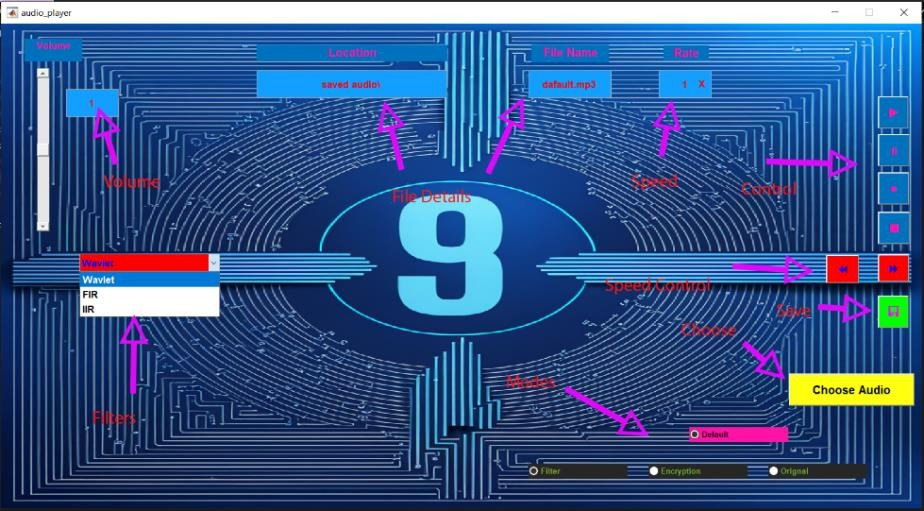 audio_player
Volume
Location
File Name
Rate
saved audio\
dafault.mp3
1 X
1
Volume
File Details
Speed
Control
9
Wavlet
Wavlet
FIR
IIR
Speed Control
Save
Choose
Choose Audio
Modes
Filters
Default
Filter
Encryption
Orignal